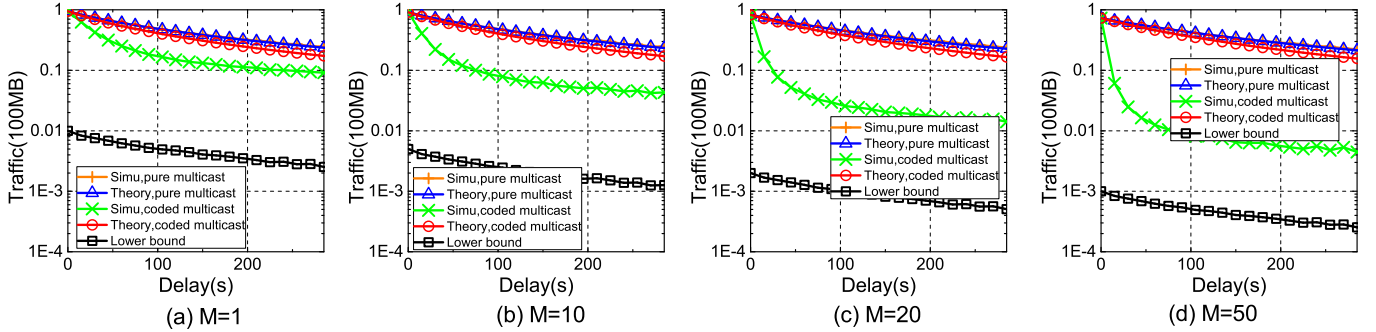 1
0.1
0.01
1E-3
1E-4
Traffic(100MB)
Simu,pure multicast
Theory,pure multicast
Simu,coded multicast
Theory,coded multicast
Lower bound
0 100 200
Delay(s)
(a) M=1
1
0.1
0.01
1E-3
1E-4
Traffic(100MB)
Simu,pure multicast
Theory,pure multicast
Simu,coded multicast
Theory,coded multicast
Lower bound
0 100 200
Delay(s)
(b) M=10
1
0.1
0.01
1E-3
1E-4
Traffic(100MB)
Simu,pure multicast
Theory,pure multicast
Simu,coded multicast
Theory,coded multicast
Lower bound
0 100 200
Delay(s)
(c) M=20
1
0.1
0.01
1E-3
1E-4
Traffic(100MB)
Simu,pure multicast
Theory,pure multicast
Simu,coded multicast
Theory,coded multicast
Lower bound
0 100 200
Delay(s)
(d) M=50